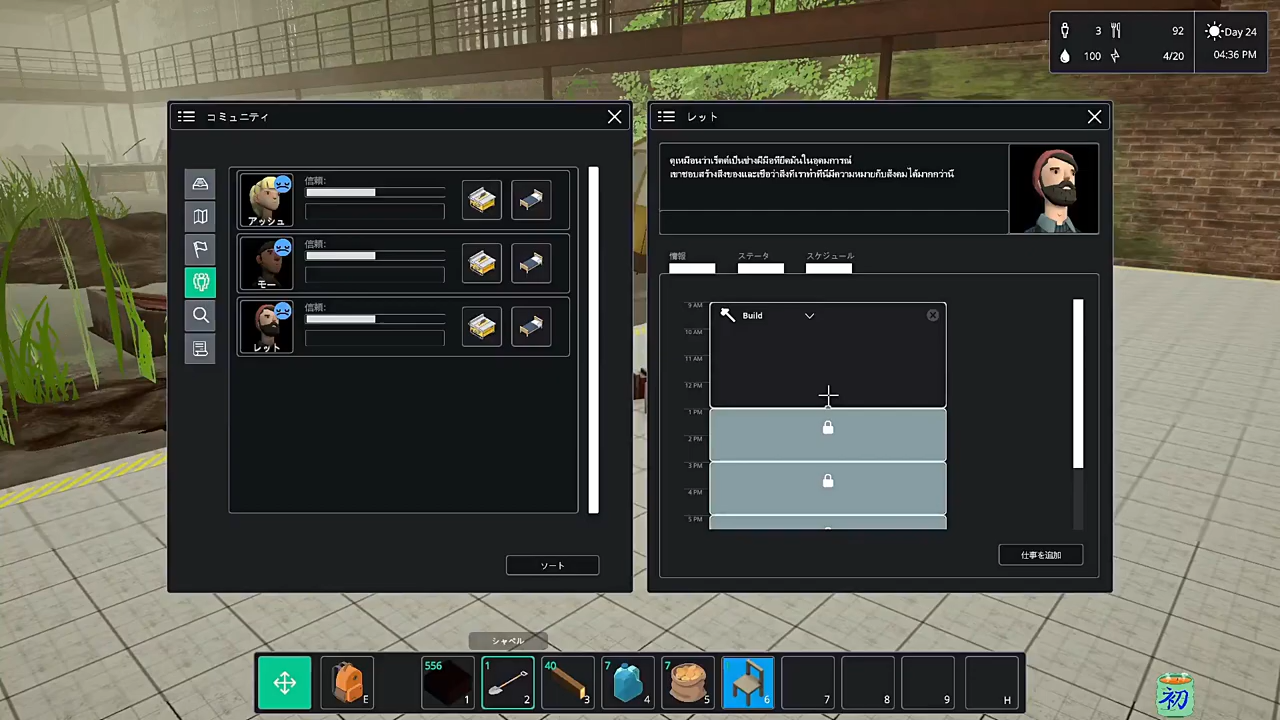 3
92
100
4/20
Day 24
04:36 PM
コミュニティ
信頼:
アッシュ
信頼:
モー
信頼:
レット
ソート
レット
ดูเหมือนว่าเร็ตต์เป็นช่างฝีมือที่ยึดมั่นในอุดมการณ์
เขาชอบสร้างสิ่งของและเชื่อว่าสิ่งที่เราทำที่นี่มีความหมายกับสังคมได้มากกว่านี้
情報
ステータ
スケジュール
9 AM
Build
10 AM
11 AM
12 PM
1 PM
2 PM
3 PM
4 PM
5 PM
仕事を追加
シャベル
E
556
1
1
2
40
3
7
4
7
5
6
7
8
9
H
初